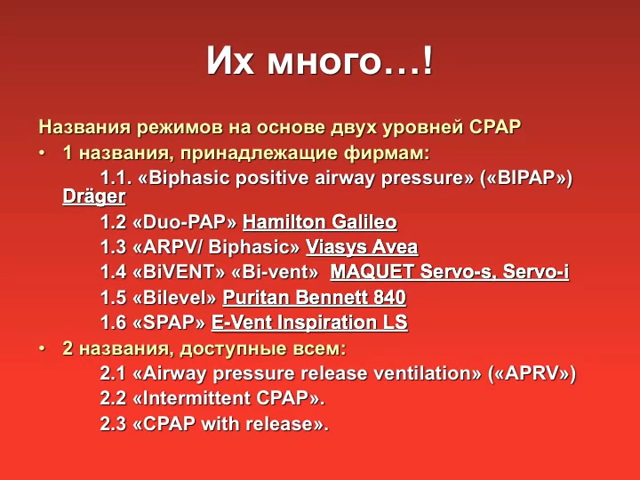 Их много…!
Названия режимов на основе двух уровней CPAP
• 1 названия, принадлежащие фирмам:
1.1. «Biphasic positive airway pressure» («BIPAP»)
Dräger
1.2 «Duo-PAP» Hamilton Galileo
1.3 «ARPV/ Biphasic» Viasys Avea
1.4 «BiVENT» «Bi-vent» MAQUET Servo-s, Servo-i
1.5 «Bilevel» Puritan Bennett 840
1.6 «SPAP» E-Vent Inspiration LS
• 2 названия, доступные всем:
2.1 «Airway pressure release ventilation» («APRV»)
2.2 «Intermittent CPAP».
2.3 «CPAP with release».